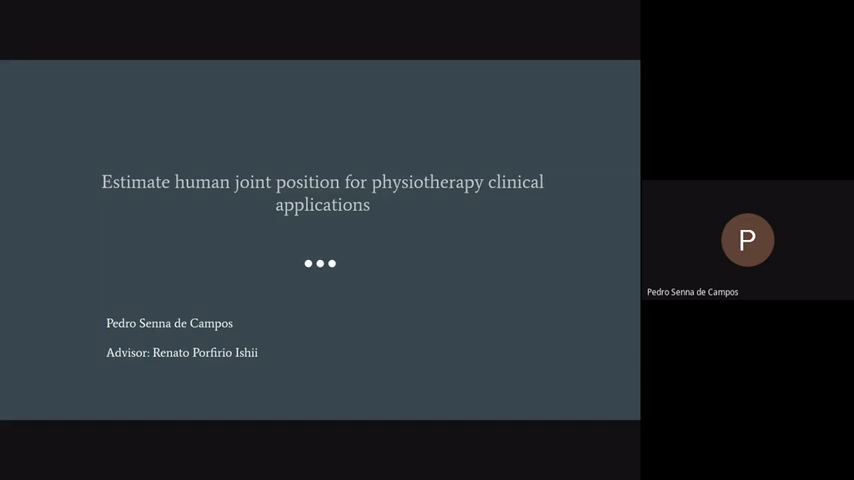 Estimate human joint position for physiotherapy clinical
applications
Pedro Senna de Campos
Advisor: Renato Porfirio Ishii
P
Pedro Senna de Campos